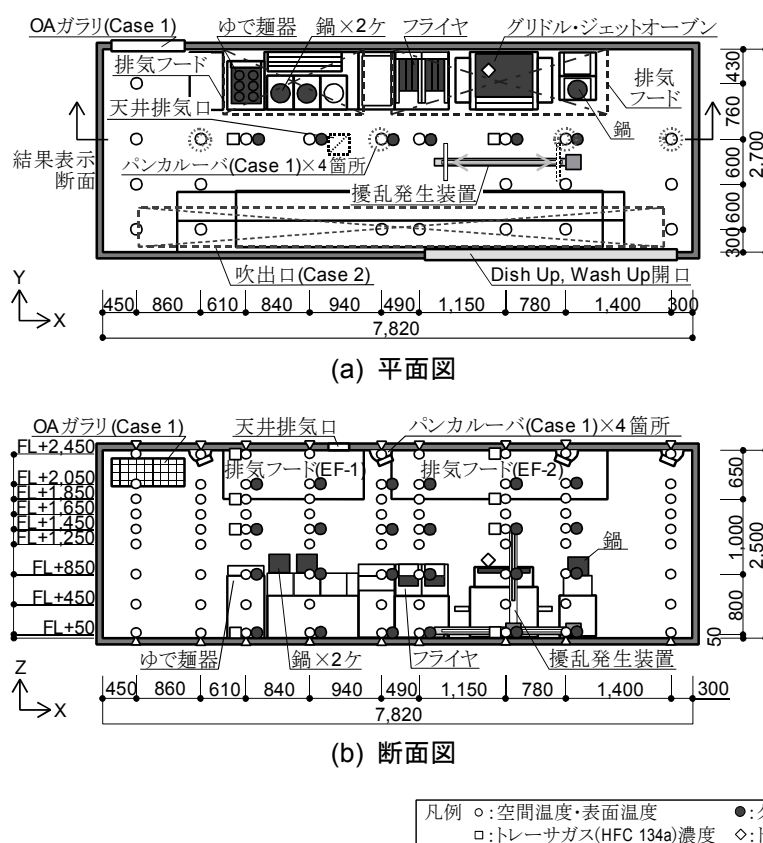 OAガラリ(Case 1)
ゆで麺器
鍋×2ケ
フライヤ
グリドル・ジェットオーブン
排気フード
天井排気口
排気
フード
鍋
結果表示
断面
パンカルーバ(Case 1)×4箇所
擾乱発生装置
吹出口(Case 2)
Dish Up, Wash Up開口
430
760
600
600
300
2,700
Y
X
450 860 610 840 940 490 1,150 780 1,400 300
7,820
(a) 平面図
OAガラリ(Case 1)
天井排気口
パンカルーバ(Case 1)×4箇所
FL+2,450
FL+2,050
FL+1,850
FL+1,650
FL+1,450
FL+1,250
FL+850
FL+450
FL+50
排気フード(EF-1)
排気フード(EF-2)
鍋
650
1,000
800
50
2,500
ゆで麺器
鍋×2ケ
フライヤ
擾乱発生装置
Z
X
450 860 610 840 940 490 1,150 780 1,400 300
7,820
(b) 断面図
凡例 ○:空間温度・表面温度 ●:
□:トレーサガス(HFC 134a)濃度 ◇: